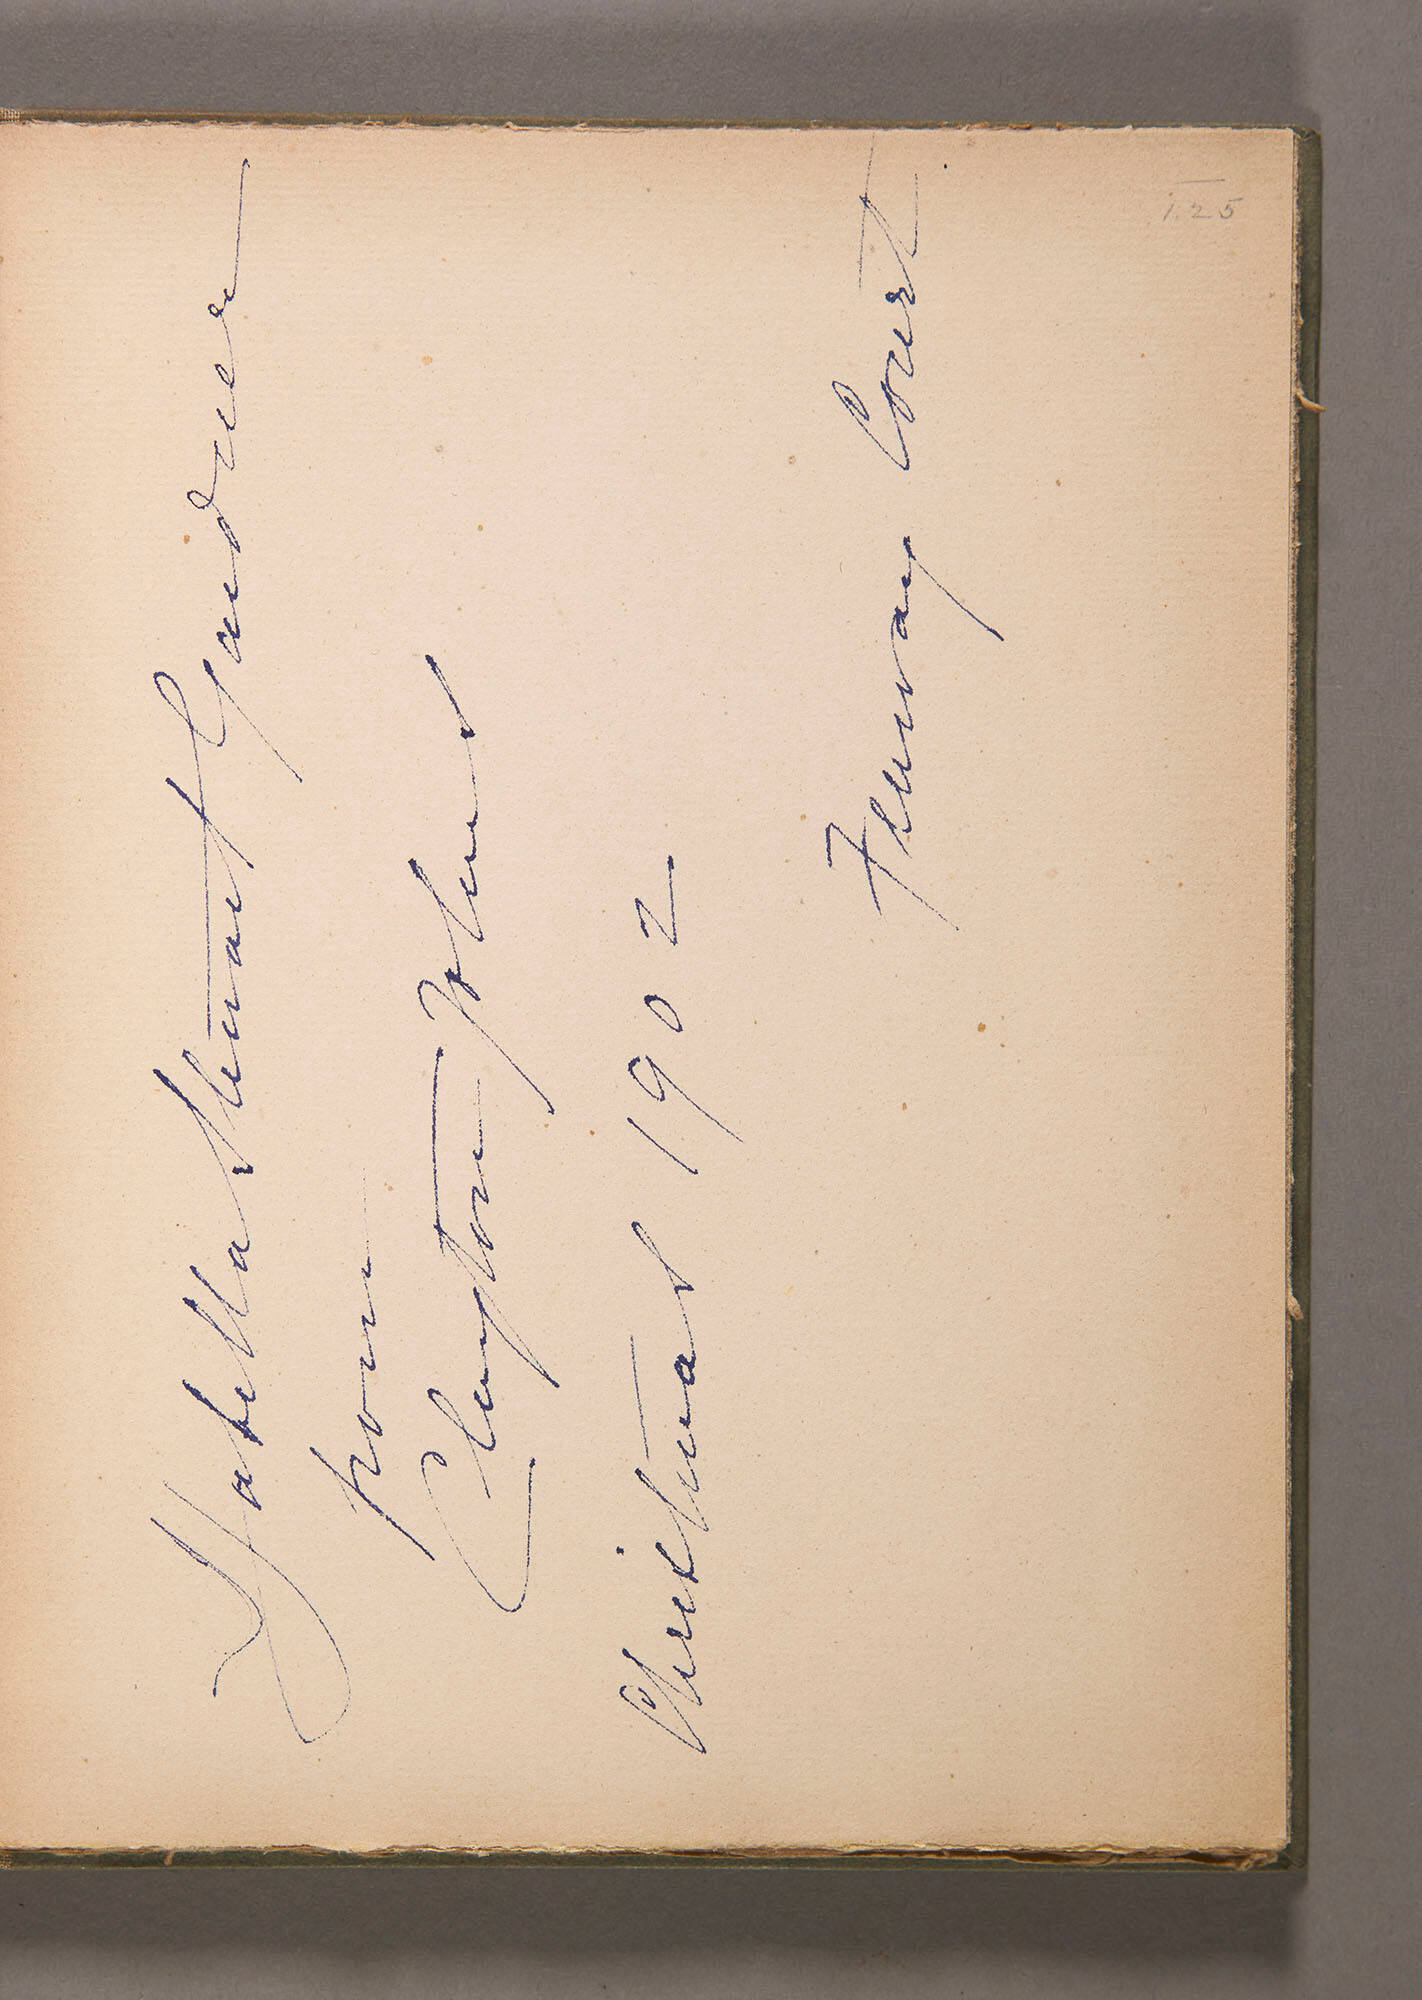 Isabella Stewart Gardner
from
Clayton Johns
Christmas 1902
Fenway Court
1.25